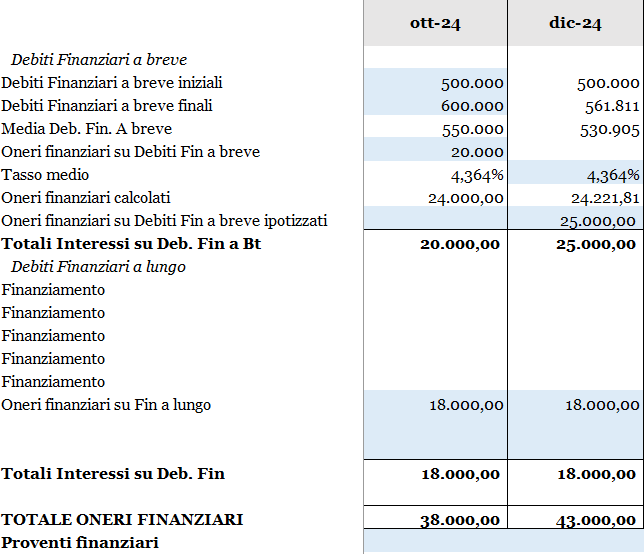 ott-24 dic-24
Debiti Finanziari a breve
Debiti Finanziari a breve iniziali 500.000 500.000
Debiti Finanziari a breve finali 600.000 561.811
Media Deb. Fin. A breve 550.000 530.905
Oneri finanziari su Debiti Fin a breve 20.000
Tasso medio 4,364% 4,364%
Oneri finanziari calcolati 24.000,00 24.221,81
Oneri finanziari su Debiti Fin a breve ipotizzati 25.000,00
Totali Interessi su Deb. Fin a Bt 20.000,00 25.000,00
Debiti Finanziari a lungo
Finanziamento
Finanziamento
Finanziamento
Finanziamento
Finanziamento
Oneri finanziari su Fin a lungo 18.000,00 18.000,00
Totali Interessi su Deb. Fin 18.000,00 18.000,00
TOTALE ONERI FINANZIARI 38.000,00 43.000,00
Proventi finanziari